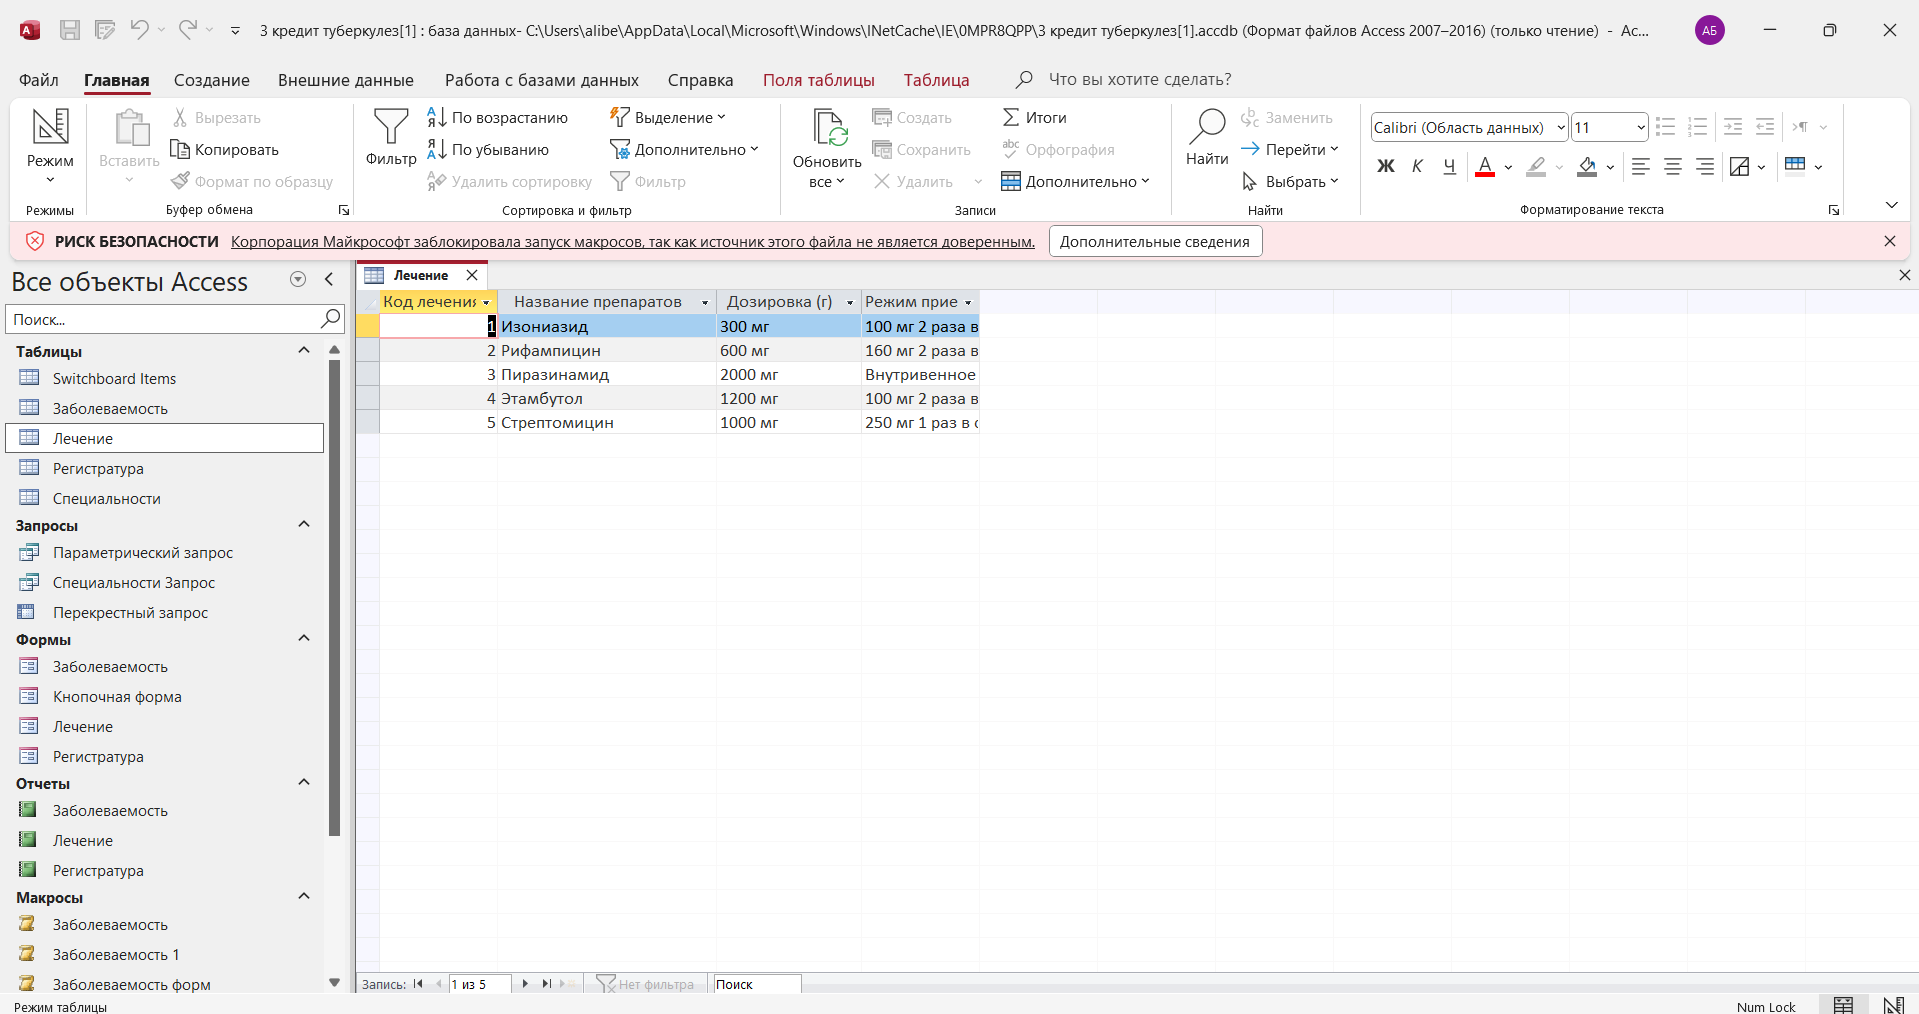 3 кредит туберкулез[1] : база данных- C:\Users\alibe\AppData\Local\Microsoft\Windows\INetCache\IE\0MPR8QPP\3 кредит туберкулез[1].accdb (Формат файлов Access 2007–2016) (только чтение) - Ac...
АБ
Файл Главная Создание Внешние данные Работа с базами данных Справка Поля таблицы Таблица Что вы хотите сделать?
Режим
Режимы
Вставить
Вырезать
Копировать
Формат по образцу
Буфер обмена
Фильтр
По возрастанию
По убыванию
Удалить сортировку
Выделение
Дополнительно
Фильтр
Сортировка и фильтр
Обновить
все
Создать
Сохранить
Удалить
Итоги
Орфография
Дополнительно
Записи
Найти
Заменить
Перейти
Выбрать
Найти
Calibri (Область данных) 11
Ж К Ч
Форматирование текста
РИСК БЕЗОПАСНОСТИ Корпорация Майкрософт заблокировала запуск макросов, так как источник этого файла не является доверенным. Дополнительные сведения
Все объекты Access
Поиск...
Таблицы
Switchboard Items
Заболеваемость
Лечение
Регистратура
Специальности
Запросы
Параметрический запрос
Специальности Запрос
Перекрестный запрос
Формы
Заболеваемость
Кнопочная форма
Лечение
Регистратура
Отчеты
Заболеваемость
Лечение
Регистратура
Макросы
Заболеваемость
Заболеваемость 1
Заболеваемость форм
Лечение
Код лечения Название препаратов Дозировка (г) Режим прие
1 Изониазид 300 мг 100 мг 2 раза в
2 Рифампицин 600 мг 160 мг 2 раза в
3 Пиразинамид 2000 мг Внутривенное
4 Этамбутол 1200 мг 100 мг 2 раза в
5 Стрептомицин 1000 мг 250 мг 1 раз в с
Запись: 1 из 5 Нет фильтра Поиск
Режим таблицы Num Lock